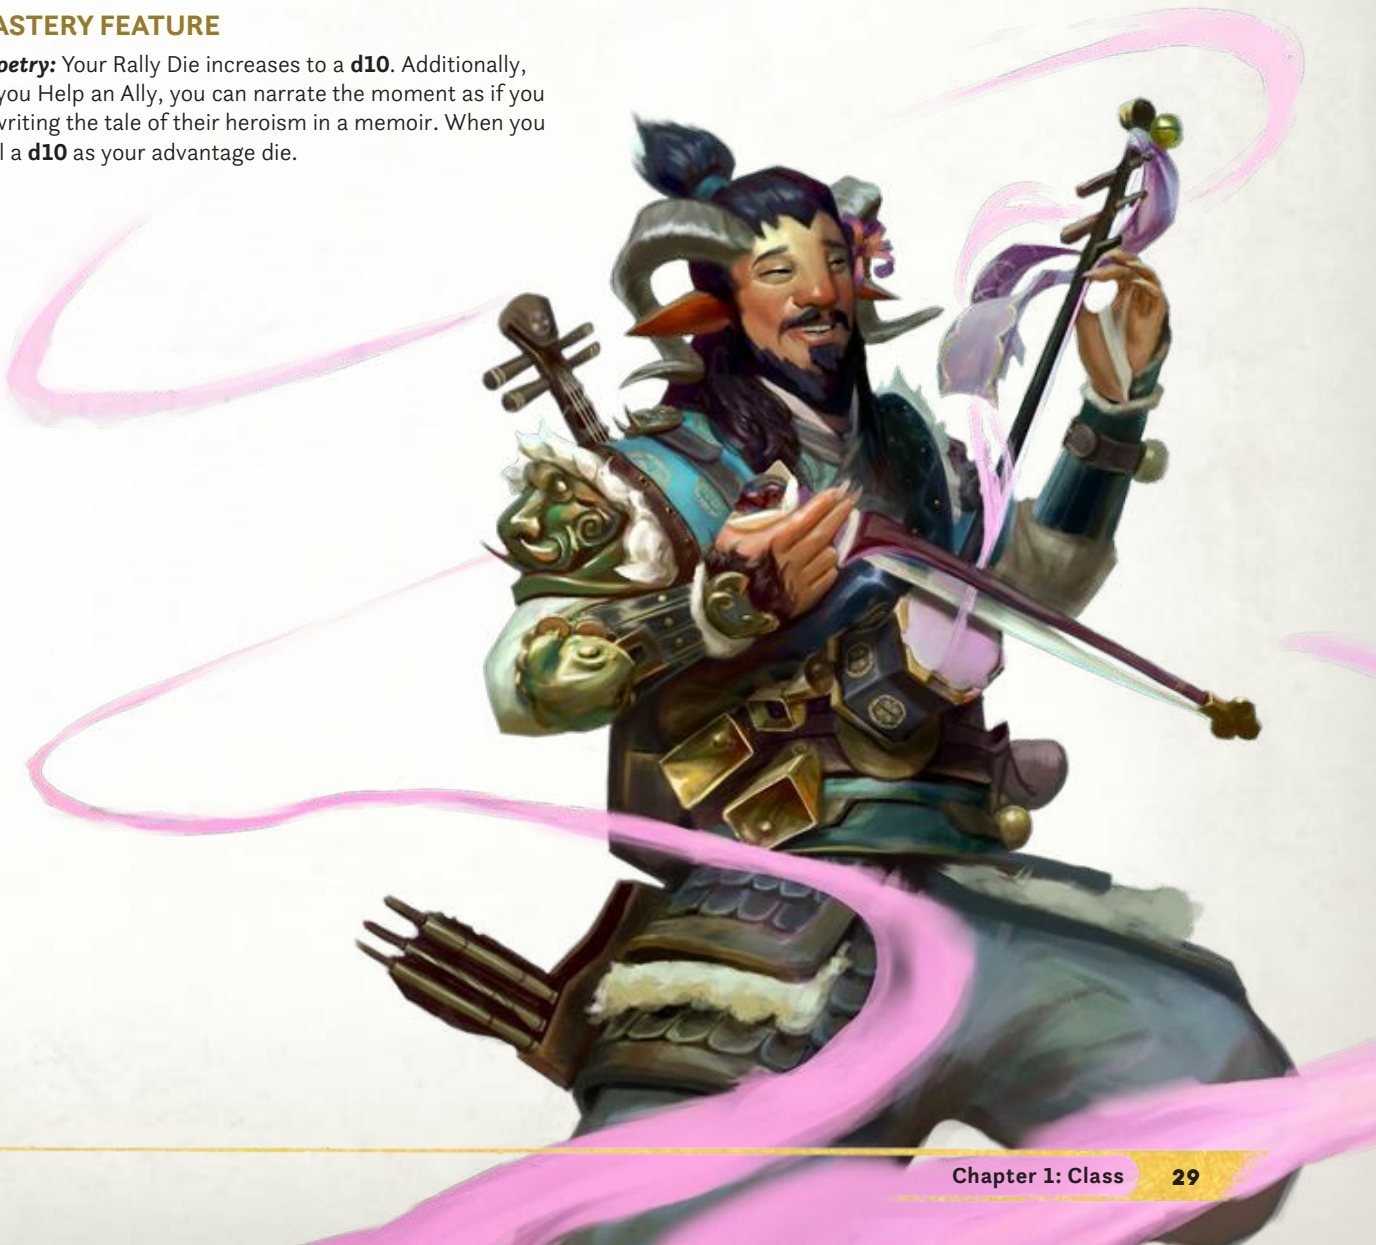 ASTERY FEATURE
oetry: Your Rally Die increases to a d10. Additionally,
you Help an Ally, you can narrate the moment as if you
writing the tale of their heroism in a memoir. When you
l a d10 as your advantage die.
Chapter 1: Class 29